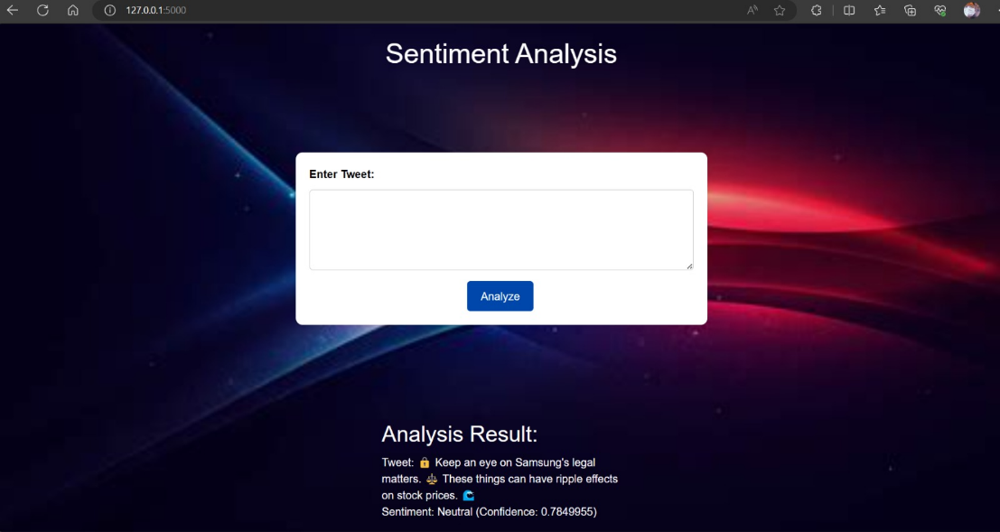 127.0.0.1:5000
Sentiment Analysis
Enter Tweet:
Analyze
Analysis Result:
Tweet: 🔒 Keep an eye on Samsung's legal
matters. ⚖️ These things can have ripple effects
on stock prices. 🌊
Sentiment: Neutral (Confidence: 0.7849955)